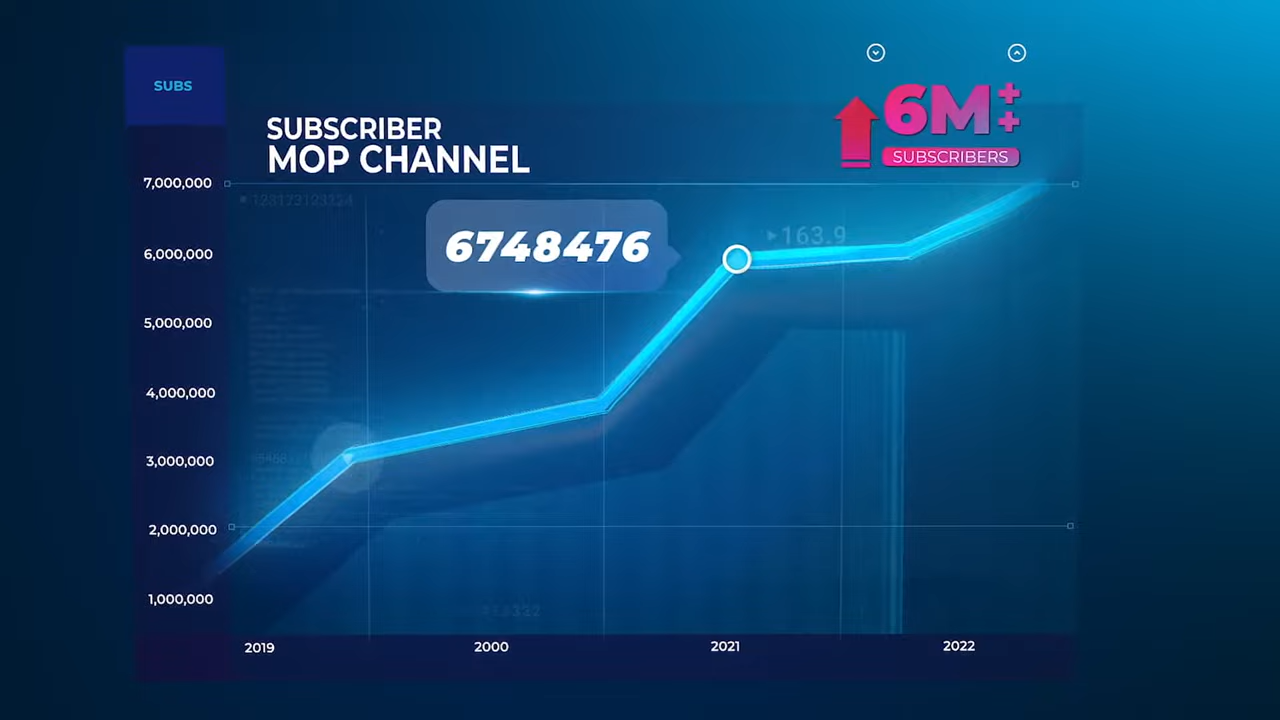 SUBS
SUBSCRIBER
MOP CHANNEL
6M++
SUBSCRIBERS
7,000,000
6,000,000
5,000,000
4,000,000
3,000,000
2,000,000
1,000,000
6748476
163.9
2019
2000
2021
2022